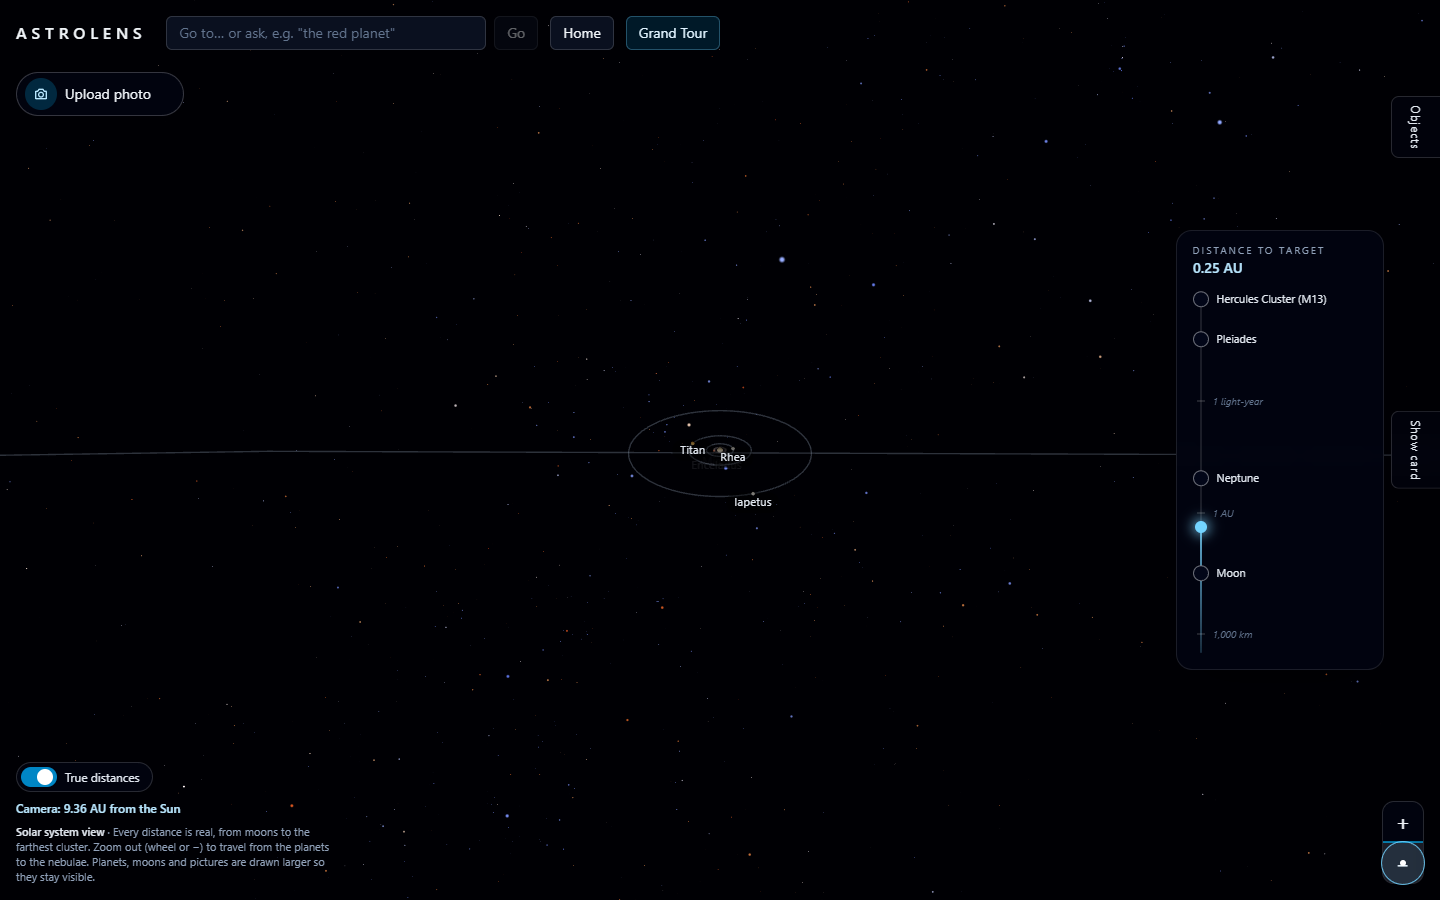 ASTROLENS
Go to... or ask, e.g. "the red planet"
Go
Home
Grand Tour
Upload photo
Objects
DISTANCE TO TARGET
0.25 AU
Hercules Cluster (M13)
Pleiades
1 light-year
Neptune
1 AU
Moon
1,000 km
Show card
Titan
Rhea
Iapetus
True distances
Camera: 9.36 AU from the Sun
Solar system view · Every distance is real, from moons to the
farthest cluster. Zoom out (wheel or −) to travel from the planets
to the nebulae. Planets, moons and pictures are drawn larger so
they stay visible.
+